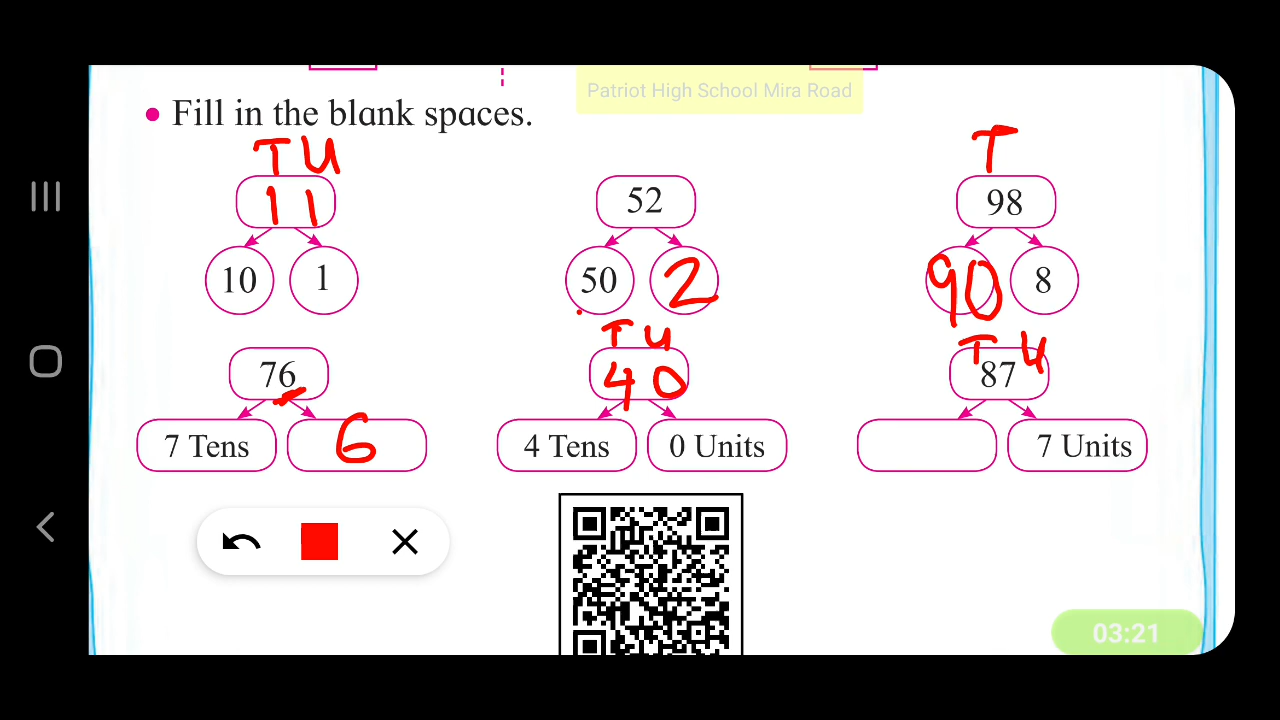 Patriot High School Mira Road
• Fill in the blank spaces.
T U
T
11
52
98
10 1
50 2
90 8
T U
T U
76
40
87
7 Tens 6
4 Tens 0 Units
7 Units
03:21